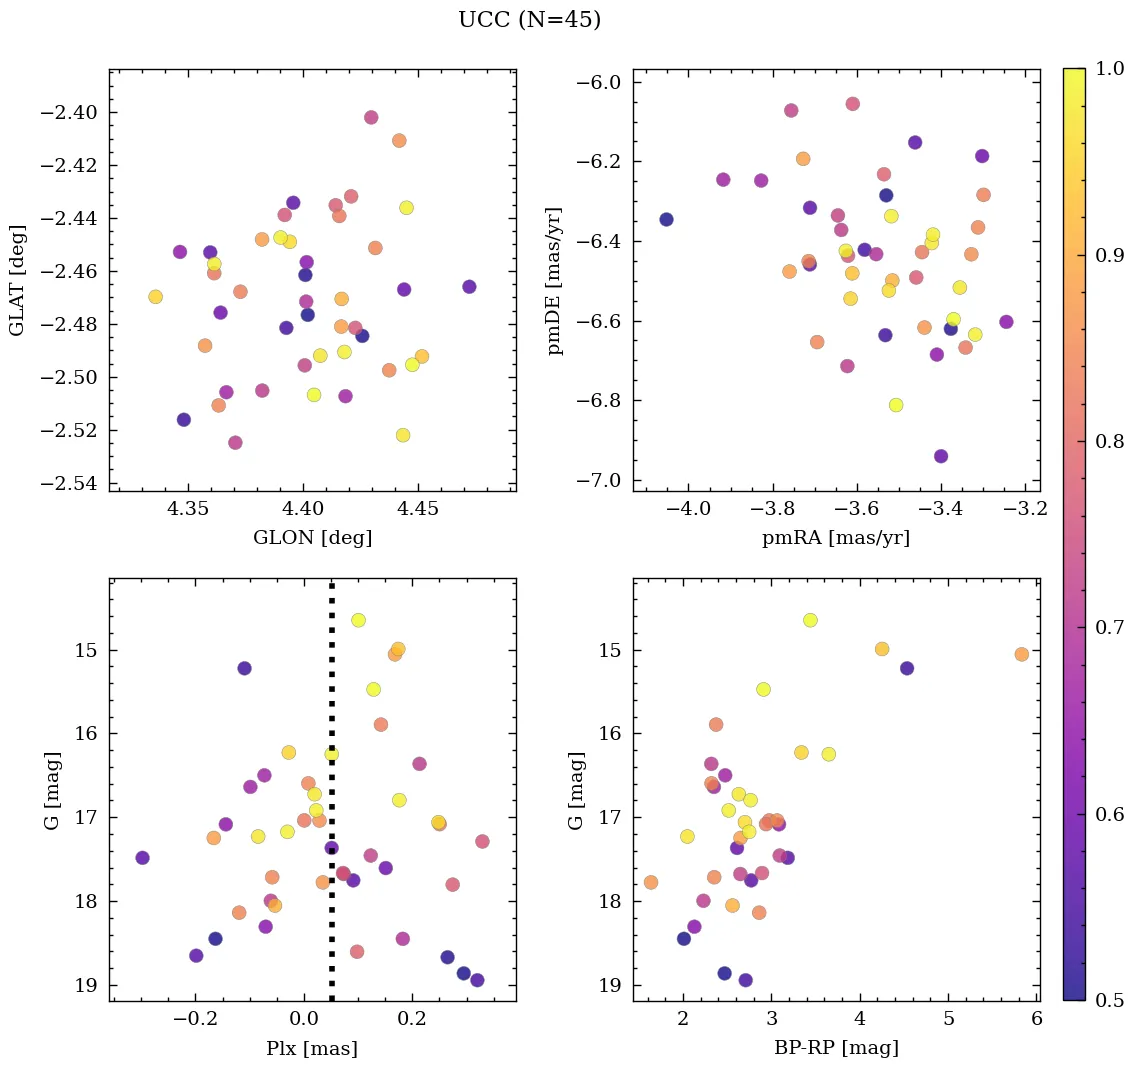 UCC (N=45)
−2.40
−2.42
−2.44
−2.46
−2.48
−2.50
−2.52
−2.54
GLAT [deg]
4.35 4.40 4.45
GLON [deg]
−6.0
−6.2
−6.4
−6.6
−6.8
−7.0
pmDE [mas/yr]
−4.0 −3.8 −3.6 −3.4 −3.2
pmRA [mas/yr]
15
16
17
18
19
G [mag]
−0.2 0.0 0.2
Plx [mas]
15
16
17
18
19
G [mag]
2 3 4 5 6
BP-RP [mag]
1.0
0.9
0.8
0.7
0.6
0.5